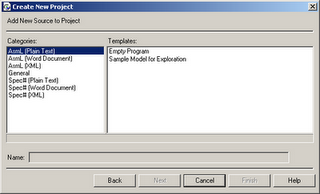 Create New Project
Add New Source to Project
Categories:
AsmL (Plain Text)
AsmL (Word Document)
AsmL (XML)
General
Spec# (Plain Text)
Spec# (Word Document)
Spec# (XML)
Templates:
Empty Program
Sample Model for Exploration
Name:
Back
Next
Cancel
Finish
Help